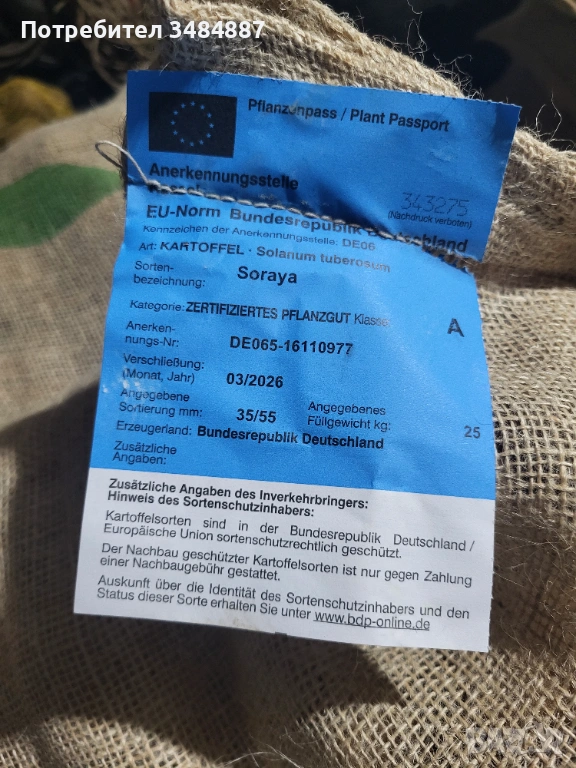 Потребител 3484887
Pflanzenpass / Plant Passport
Anerkennungsstelle
343275
(Nachdruck verboten)
EU-Norm Bundesrepublik Deutschland
Kennzeichen der Anerkennungsstelle: DE06
Art: KARTOFFEL · Solanum tuberosum
Sorten-
bezeichnung: Soraya
Kategorie: ZERTIFIZIERTES PFLANZGUT Klasse: A
Anerken-
nungs-Nr: DE065-16110977
Verschließung:
(Monat, Jahr) 03/2026
Angegebene
Sortierung mm: 35/55
Angegebenes
Füllgewicht kg: 25
Erzeugerland: Bundesrepublik Deutschland
Zusätzliche
Angaben:
Zusätzliche Angaben des Inverkehrbringers:
Hinweis des Sortenschutzinhabers:
Kartoffelsorten sind in der Bundesrepublik Deutschland /
Europäische Union sortenschutzrechtlich geschützt.
Der Nachbau geschützter Kartoffelsorten ist nur gegen Zahlung
einer Nachbaugebühr gestattet.
Auskunft über die Identität des Sortenschutzinhabers und den
Status dieser Sorte erhalten Sie unter www.bdp-online.de